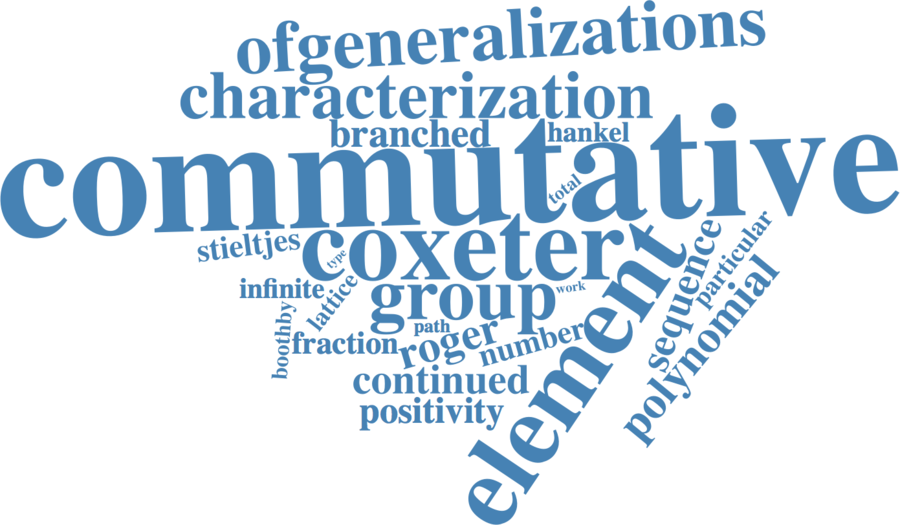 ofgeneralizations
characterization
branched
hankel
commutative
total
stieltjes
coxeter
type
infinite
lattice
group
work
element
sequence
particular
polynomial
boothby
fraction
path
roger
number
continued
positivity